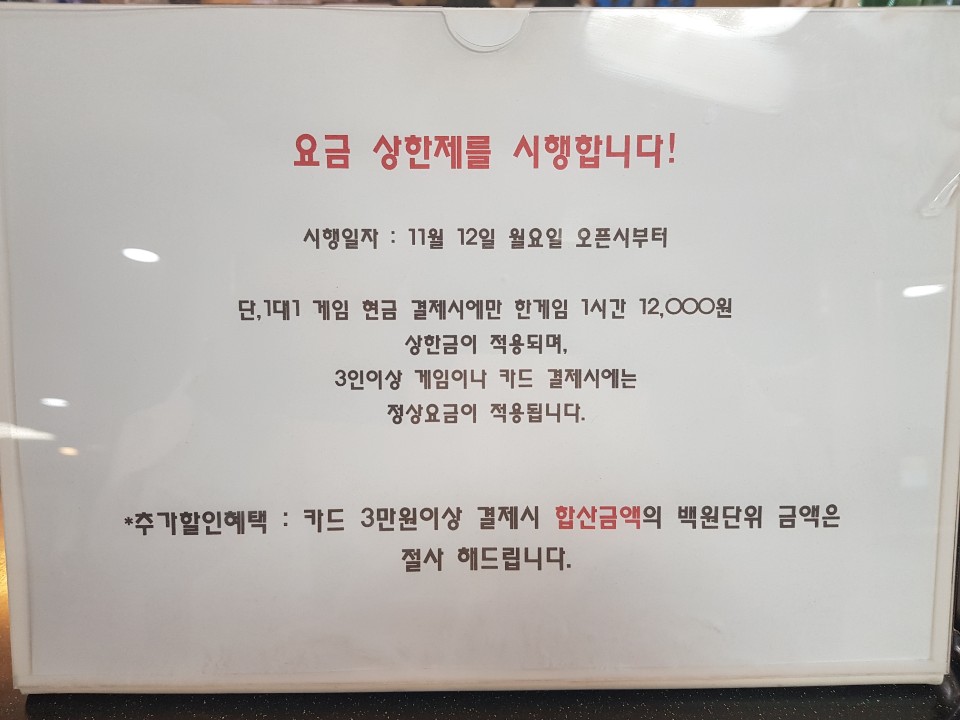 요금 상한제를 시행합니다!
시행일자 : 11월 12일 월요일 오픈시부터
단,1대1 게임 현금 결제시에만 한게임 1시간 12,000원
상한금이 적용되며,
3인이상 게임이나 카드 결제시에는
정상요금이 적용됩니다.
*추가할인혜택 : 카드 3만원이상 결제시 합산금액의 백원단위 금액은
절사 해드립니다.